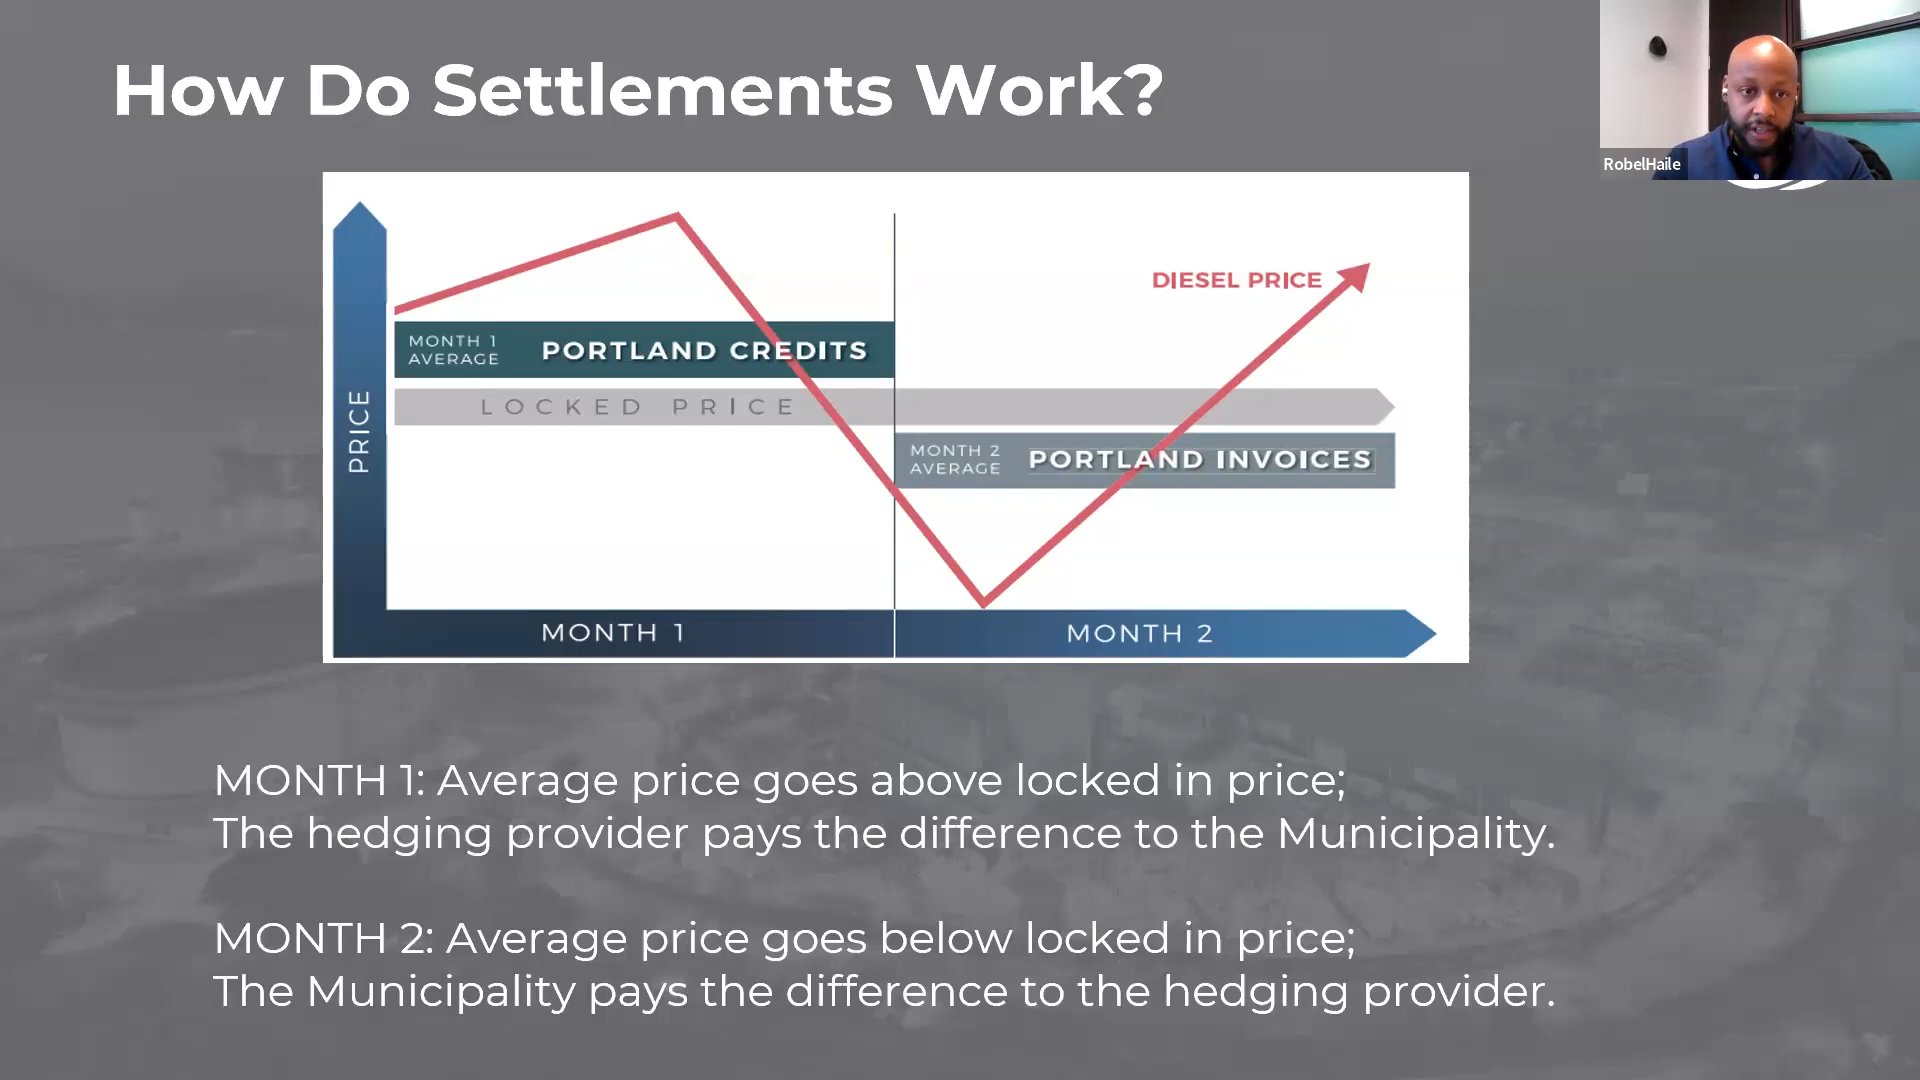 How Do Settlements Work?
RobelHaile
DIESEL PRICE
MONTH 1
AVERAGE
PORTLAND CREDITS
LOCKED PRICE
PRICE
MONTH 2
AVERAGE
PORTLAND INVOICES
MONTH 1
MONTH 2
MONTH 1: Average price goes above locked in price;
The hedging provider pays the difference to the Municipality.
MONTH 2: Average price goes below locked in price;
The Municipality pays the difference to the hedging provider.